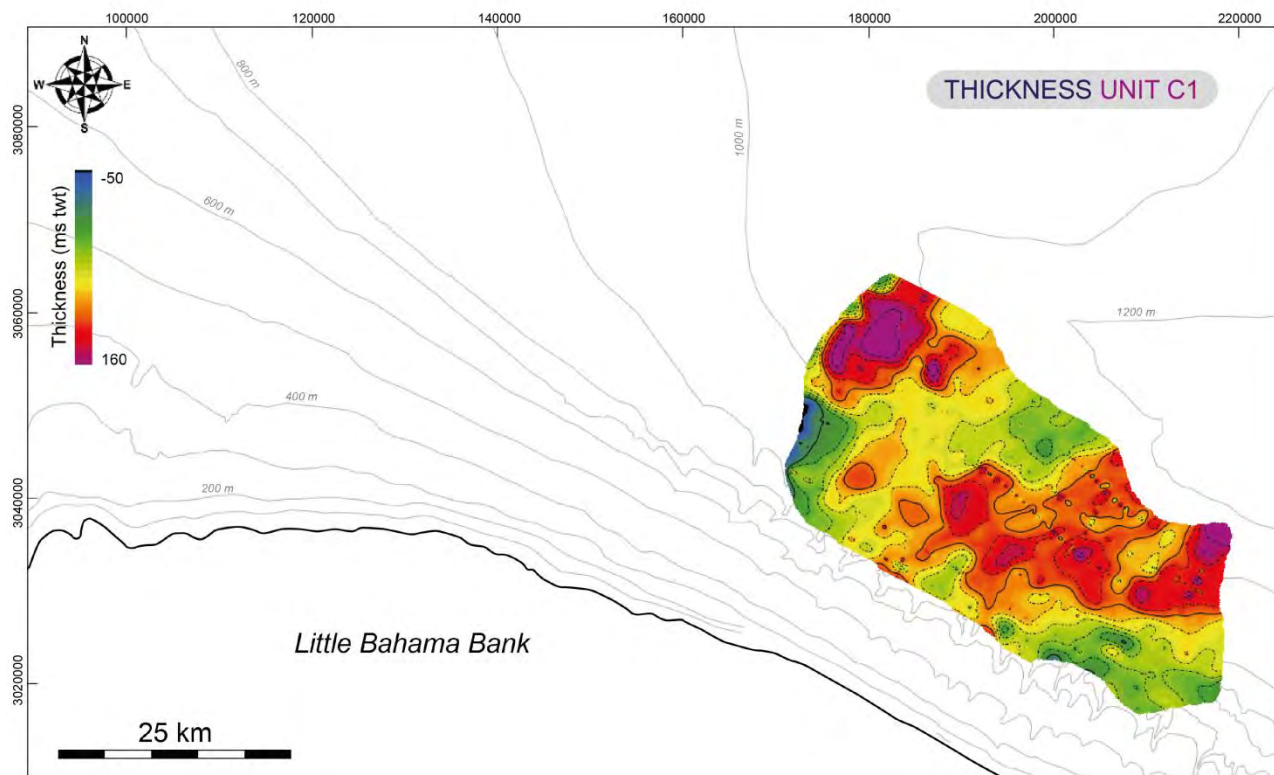 100000 120000 140000 160000 180000 200000 220000
N
W E
S
800 m
1000 m
THICKNESS UNIT C1
3080000
Thickness (ms twt)
-50
160
600 m
3060000
1200 m
400 m
3040000
200 m
Little Bahama Bank
3020000
25 km